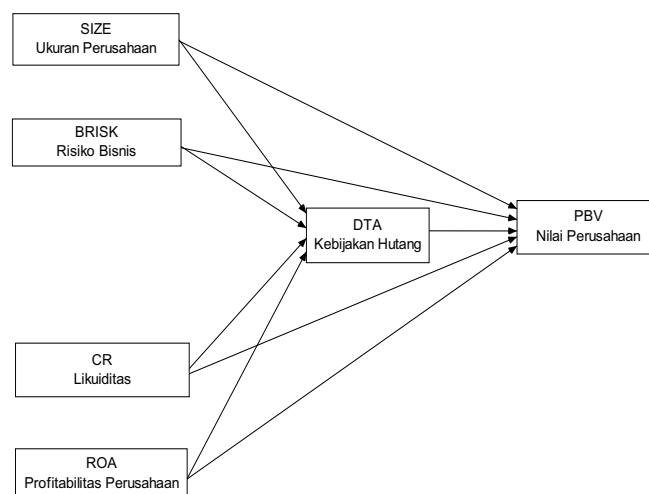 SIZE
Ukuran Perusahaan
BRISK
Risiko Bisnis
DTA
Kebijakan Hutang
PBV
Nilai Perusahaan
CR
Likuiditas
ROA
Profitabilitas Perusahaan